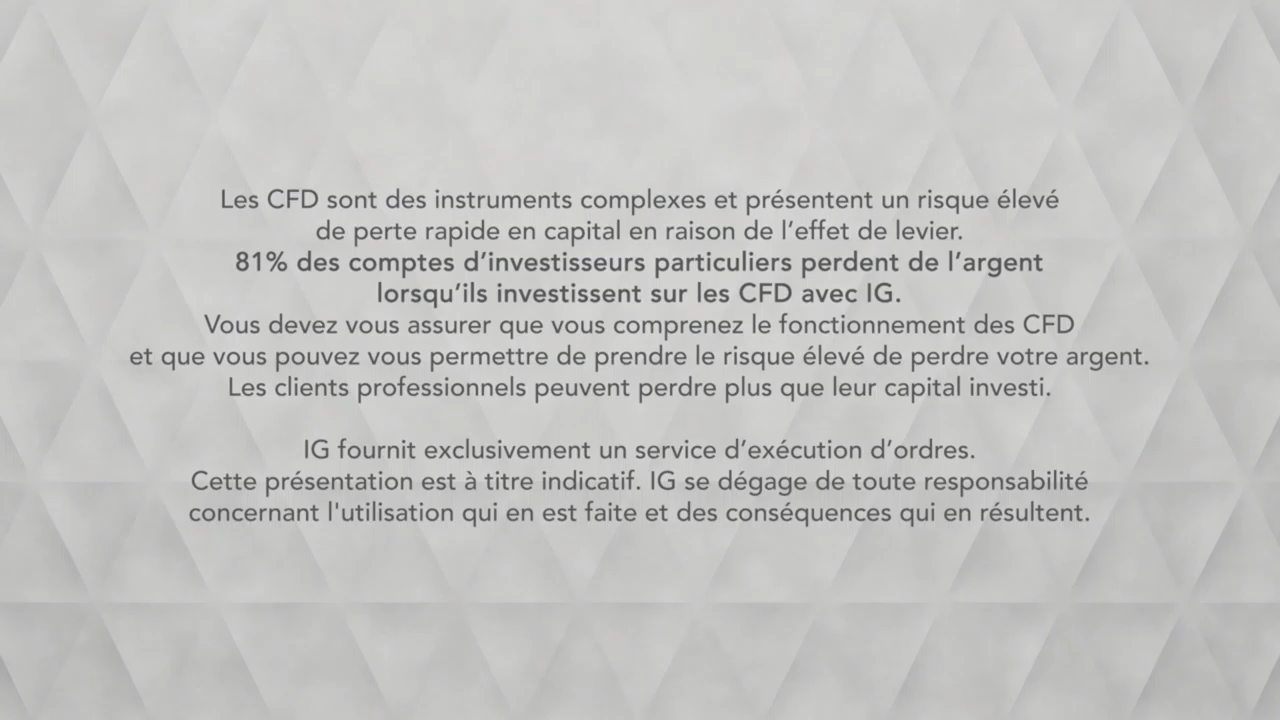 Les CFD sont des instruments complexes et présentent un risque élevé
de perte rapide en capital en raison de l’effet de levier.
81% des comptes d’investisseurs particuliers perdent de l’argent
lorsqu’ils investissent sur les CFD avec IG.
Vous devez vous assurer que vous comprenez le fonctionnement des CFD
et que vous pouvez vous permettre de prendre le risque élevé de perdre votre argent.
Les clients professionnels peuvent perdre plus que leur capital investi.
IG fournit exclusivement un service d’exécution d’ordres.
Cette présentation est à titre indicatif. IG se dégage de toute responsabilité
concernant l'utilisation qui en est faite et des conséquences qui en résultent.